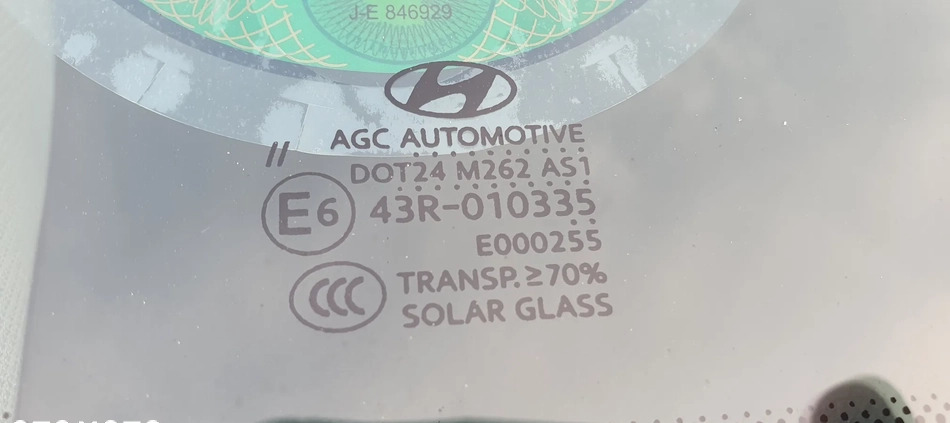 J-E 846929
AGC AUTOMOTIVE
//
DOT24 M262 AS1
E6 43R-010335
E000255
CCC TRANSP.≥70%
SOLAR GLASS